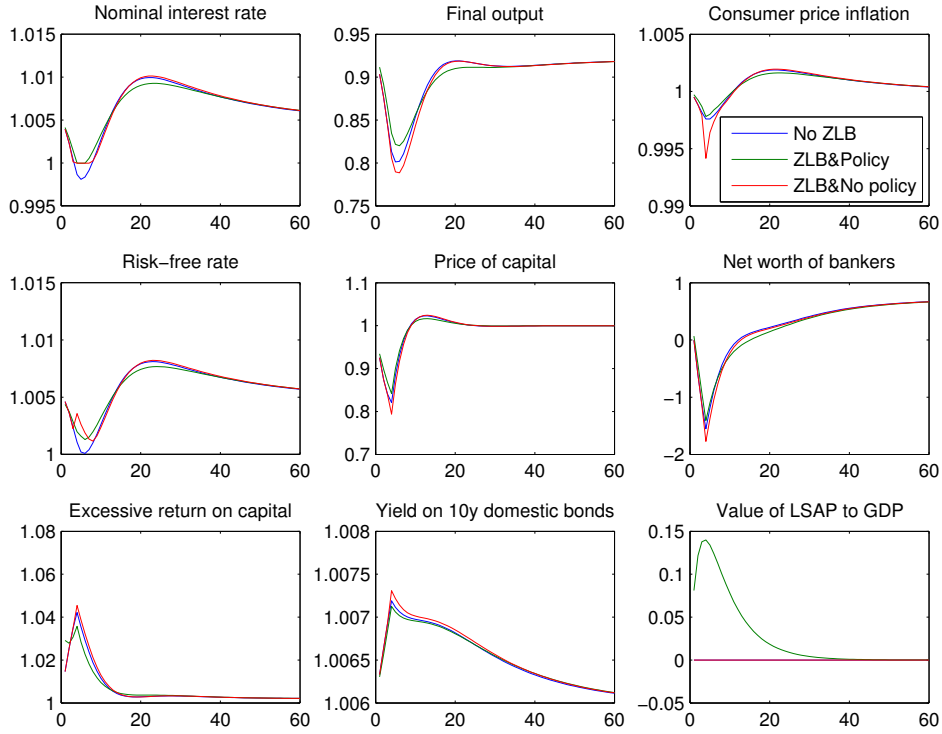 Nominal interest rate
1.015
1.01
1.005
1
0.995
0 20 40 60
Final output
0.95
0.9
0.85
0.8
0.75
0 20 40 60
Consumer price inflation
1.005
1
0.995
0.99
0 20 40 60
No ZLB
ZLB&Policy
ZLB&No policy
Risk−free rate
1.015
1.01
1.005
1
0 20 40 60
Price of capital
1.1
1
0.9
0.8
0.7
0 20 40 60
Net worth of bankers
1
0
−1
−2
0 20 40 60
Excessive return on capital
1.08
1.06
1.04
1.02
1
0 20 40 60
Yield on 10y domestic bonds
1.008
1.0075
1.007
1.0065
1.006
0 20 40 60
Value of LSAP to GDP
0.15
0.1
0.05
0
−0.05
0 20 40 60